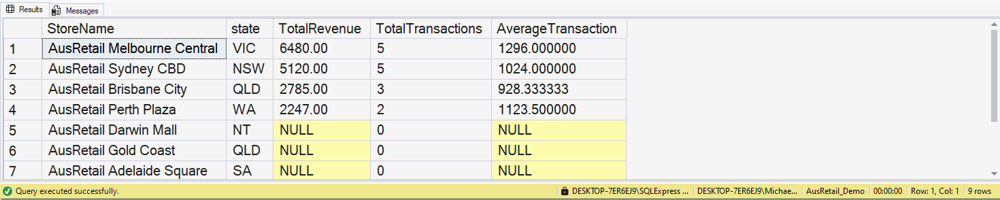 Results Messages
StoreName state TotalRevenue TotalTransactions AverageTransaction
1 AusRetail Melbourne Central VIC 6480.00 5 1296.000000
2 AusRetail Sydney CBD NSW 5120.00 5 1024.000000
3 AusRetail Brisbane City QLD 2785.00 3 928.333333
4 AusRetail Perth Plaza WA 2247.00 2 1123.500000
5 AusRetail Darwin Mall NT NULL 0 NULL
6 AusRetail Gold Coast QLD NULL 0 NULL
7 AusRetail Adelaide Square SA NULL 0 NULL
Query executed successfully. DESKTOP-7ER6EJ9\SQLExpress ... DESKTOP-7ER6EJ9\Michae... AusRetail_Demo 00:00:00 Row: 1, Col: 1 9 rows